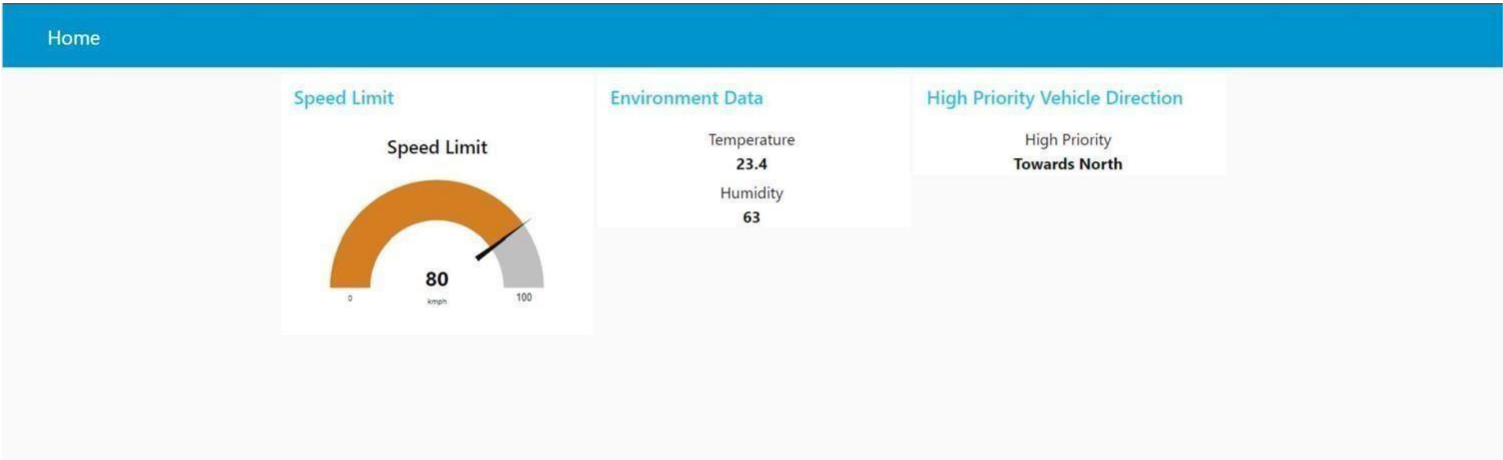 Home
Speed Limit
Speed Limit
80
0
kmph
100
Environment Data
Temperature
23.4
Humidity
63
High Priority Vehicle Direction
High Priority
Towards North